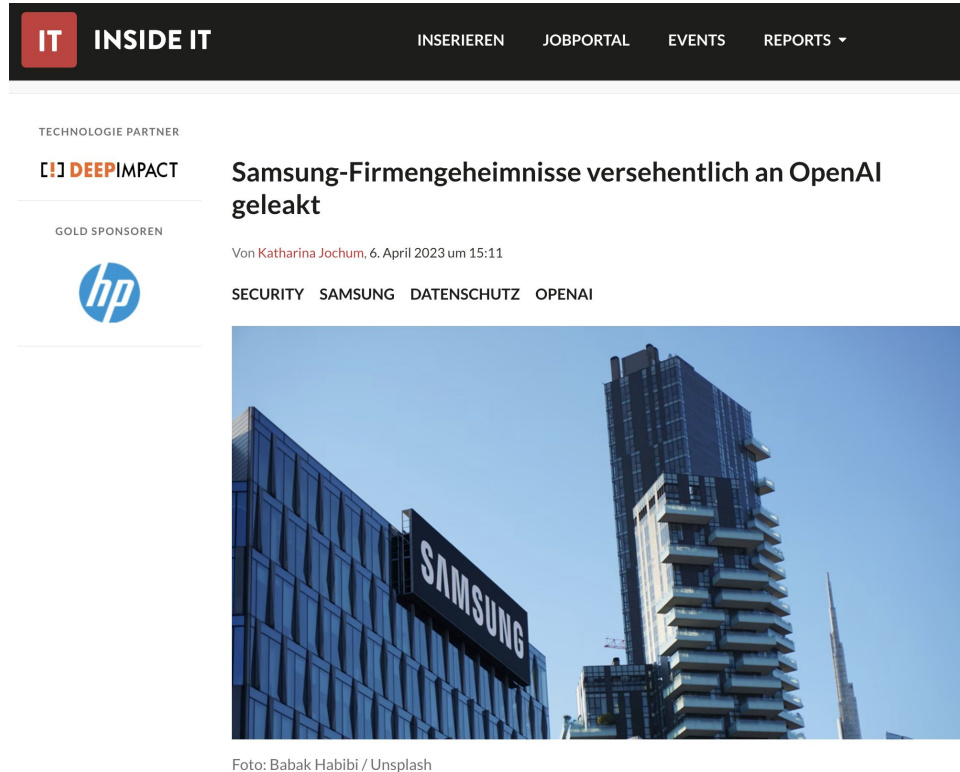 IT INSIDE IT
INSERIEREN JOBPORTAL EVENTS REPORTS
TECHNOLOGIE PARTNER
[!] DEEPIMPACT
GOLD SPONSOREN
hp
Samsung-Firmengeheimnisse versehentlich an OpenAI
geleakt
Von Katharina Jochum, 6. April 2023 um 15:11
SECURITY SAMSUNG DATENSCHUTZ OPENAI
SAMSUNG
Foto: Babak Habibi / Unsplash